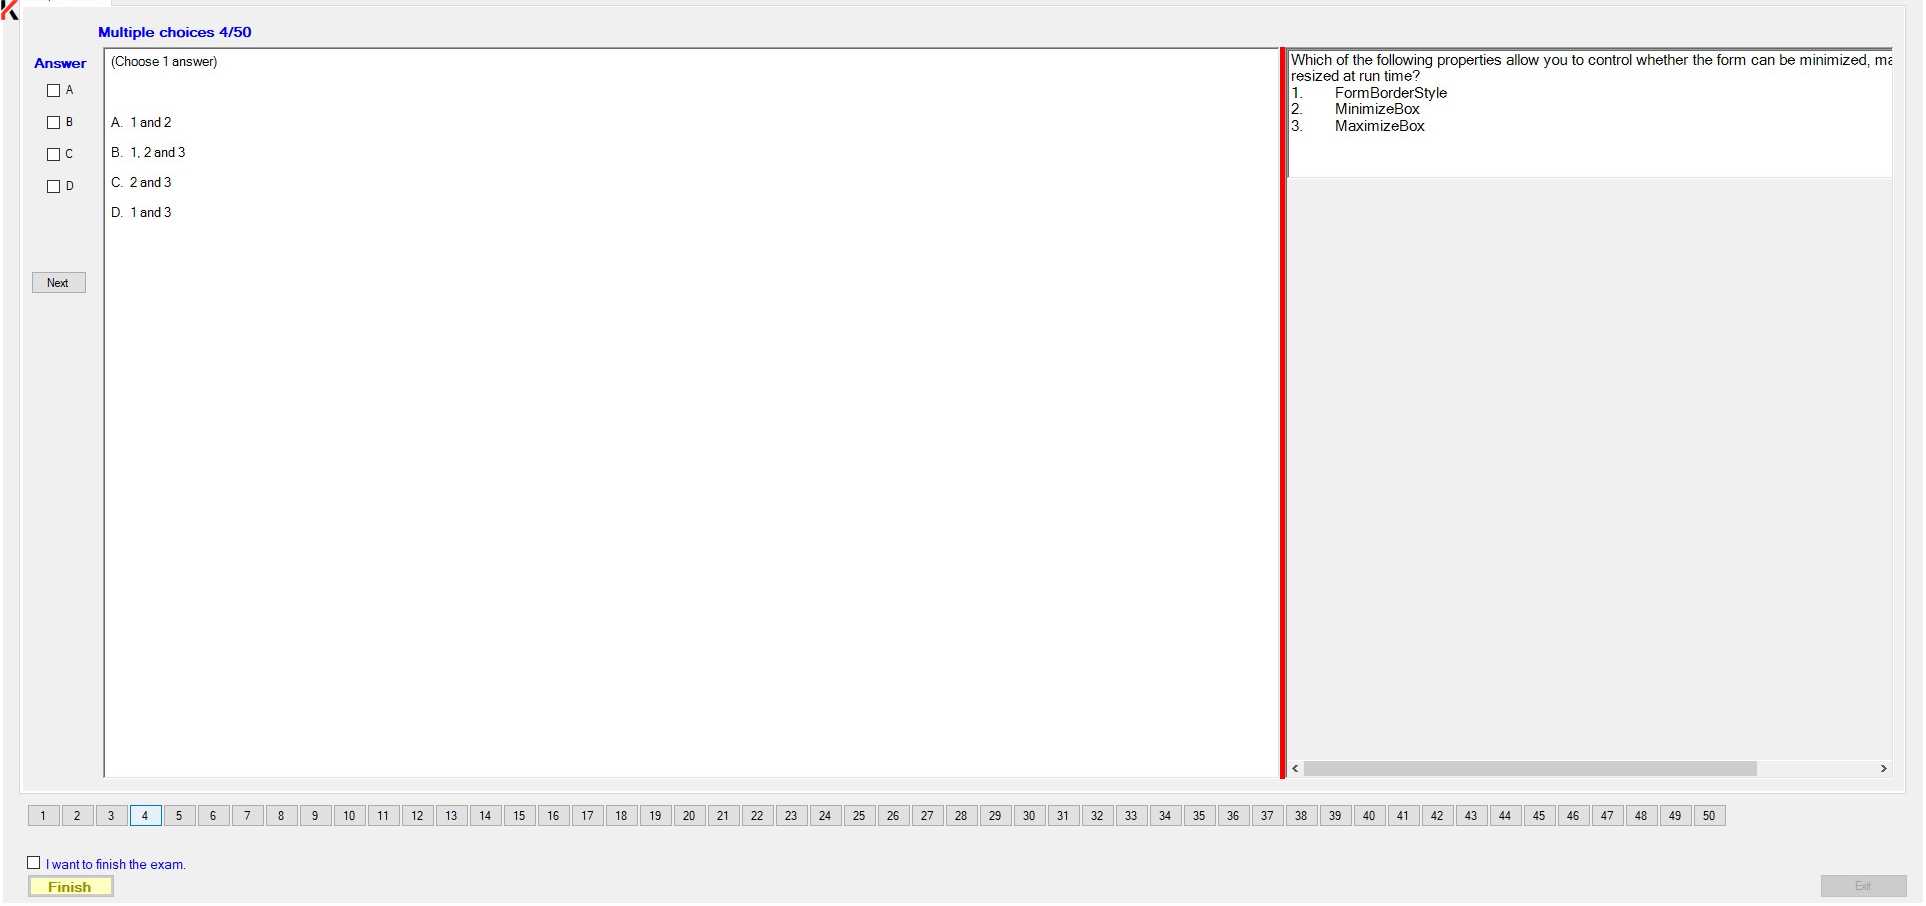 Multiple choices 4/50
Answer
(Choose 1 answer)
A
B
C
D
A. 1 and 2
B. 1, 2 and 3
C. 2 and 3
D. 1 and 3
Next
Which of the following properties allow you to control whether the form can be minimized, ma
resized at run time?
1. FormBorderStyle
2. MinimizeBox
3. MaximizeBox
1 2 3 4 5 6 7 8 9 10 11 12 13 14 15 16 17 18 19 20 21 22 23 24 25 26 27 28 29 30 31 32 33 34 35 36 37 38 39 40 41 42 43 44 45 46 47 48 49 50
I want to finish the exam.
Finish
Exit